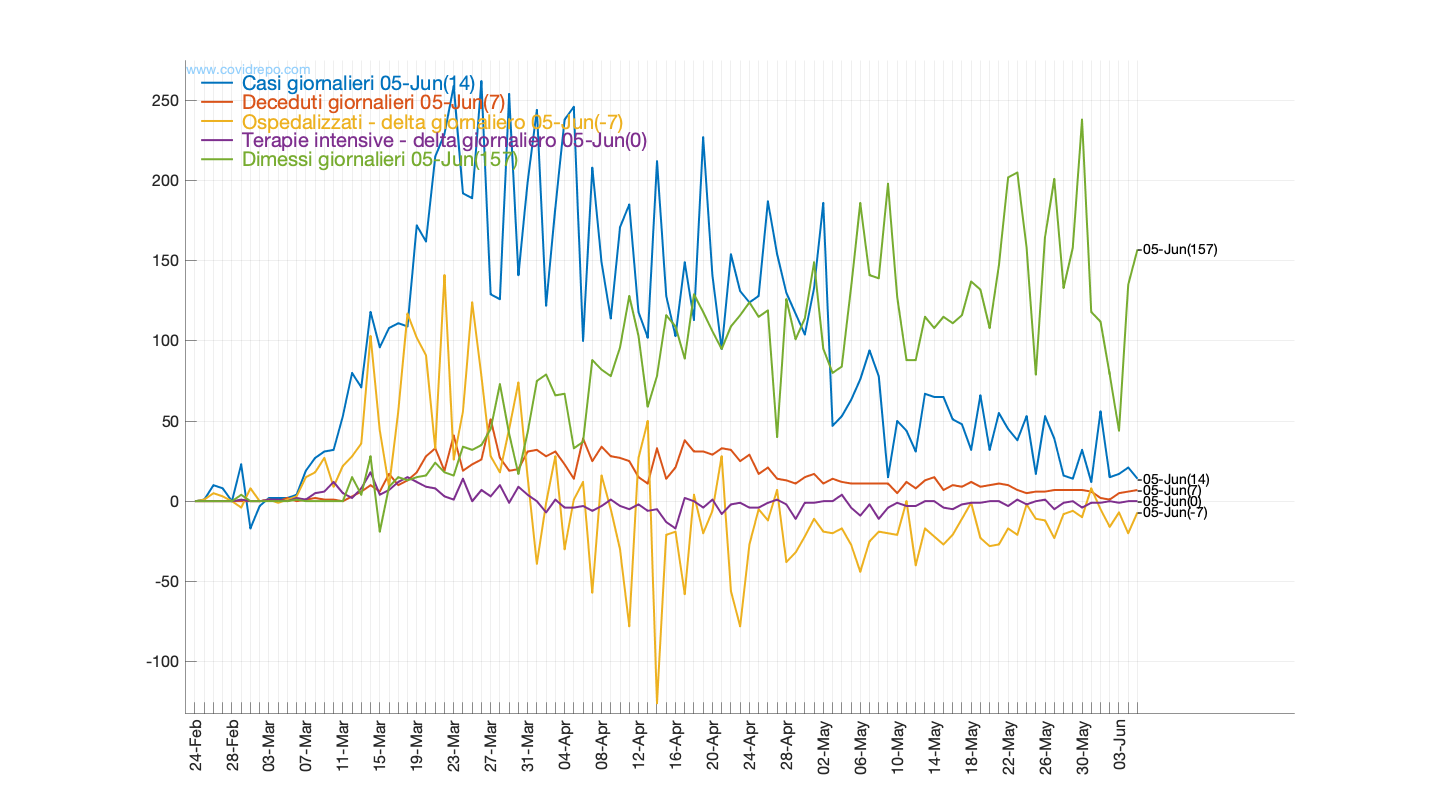 www.covidrepo.com
Casi giornalieri 05-Jun(14)
Deceduti giornalieri 05-Jun(7)
Ospedalizzati - delta giornaliero 05-Jun(-7)
Terapie intensive - delta giornaliero 05-Jun(0)
Dimessi giornalieri 05-Jun(157)
250
200
150
100
50
0
-50
-100
05-Jun(157)
05-Jun(14)
05-Jun(7)
05-Jun(0)
05-Jun(-7)
24-Feb
28-Feb
03-Mar
07-Mar
11-Mar
15-Mar
19-Mar
23-Mar
27-Mar
31-Mar
04-Apr
08-Apr
12-Apr
16-Apr
20-Apr
24-Apr
28-Apr
02-May
06-May
10-May
14-May
18-May
22-May
26-May
30-May
03-Jun